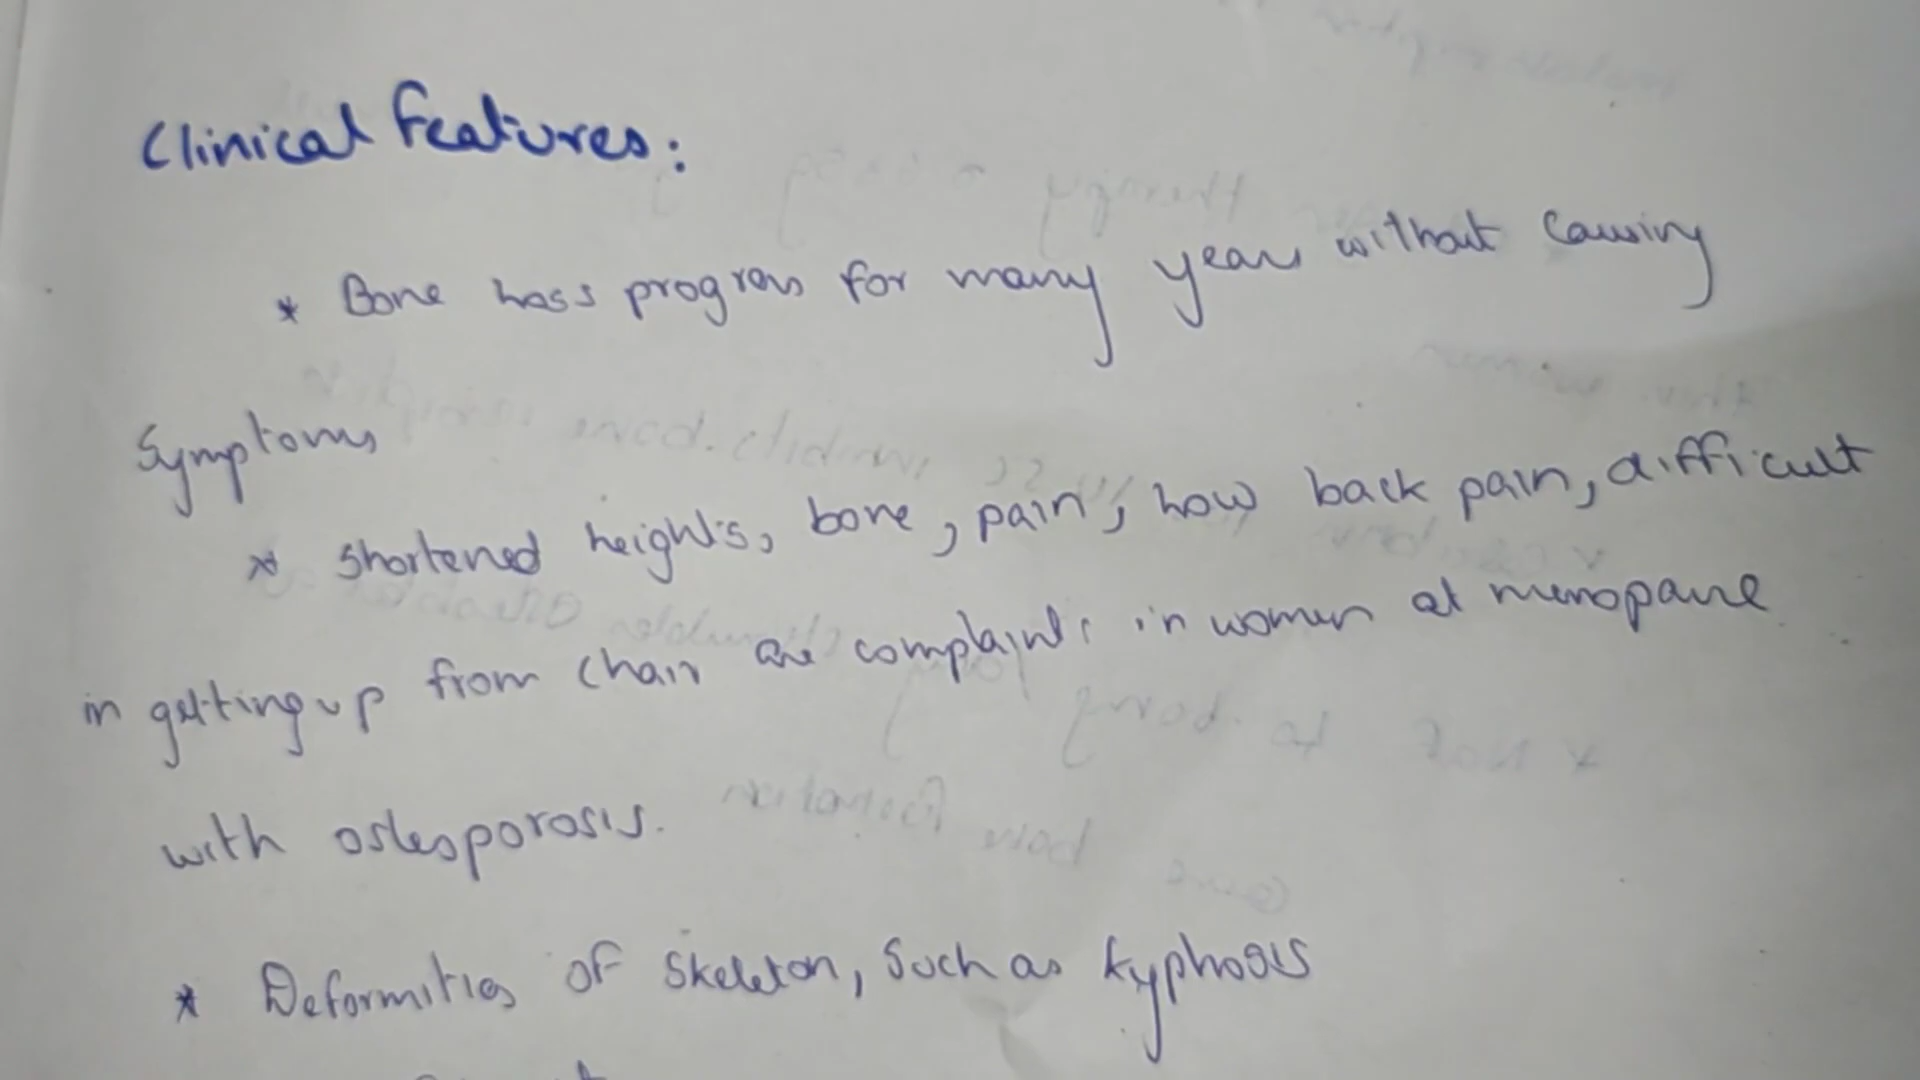 Clinical Features:
* Bone loss progress for many years without causing
Symptoms
* Shortened heights, bone, pain, low back pain, difficult
in getting up from chair are complaints in women at menopause
with osteoporosis.
* Deformities of skeleton, such as kyphosis